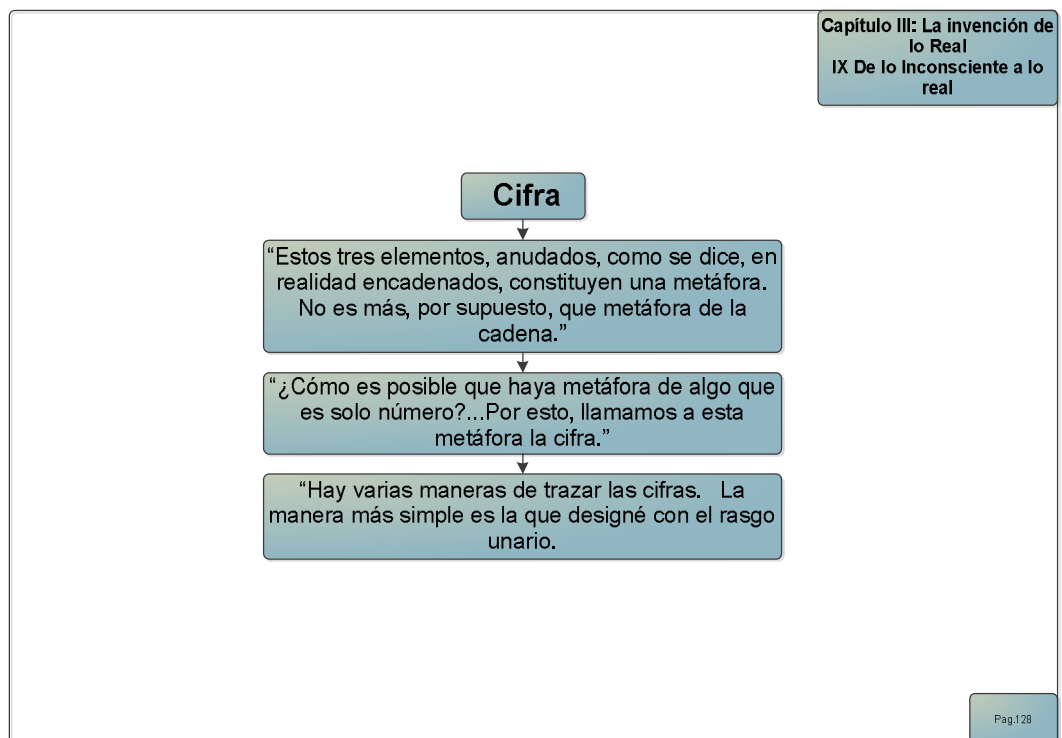 Capítulo III: La invención de
lo Real
IX De lo Inconsciente a lo
real
Cifra
“Estos tres elementos, anudados, como se dice, en
realidad encadenados, constituyen una metáfora.
No es más, por supuesto, que metáfora de la
cadena.”
“¿Cómo es posible que haya metáfora de algo que
es solo número?...Por esto, llamamos a esta
metáfora la cifra.”
“Hay varias maneras de trazar las cifras.   La
manera más simple es la que designé con el rasgo
unario.
Pag.128